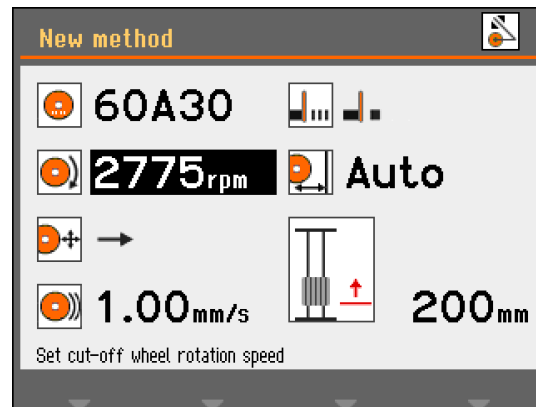 New method
60A30
2775rpm Auto
1.00mm/s 200mm
Set cut-off wheel rotation speed